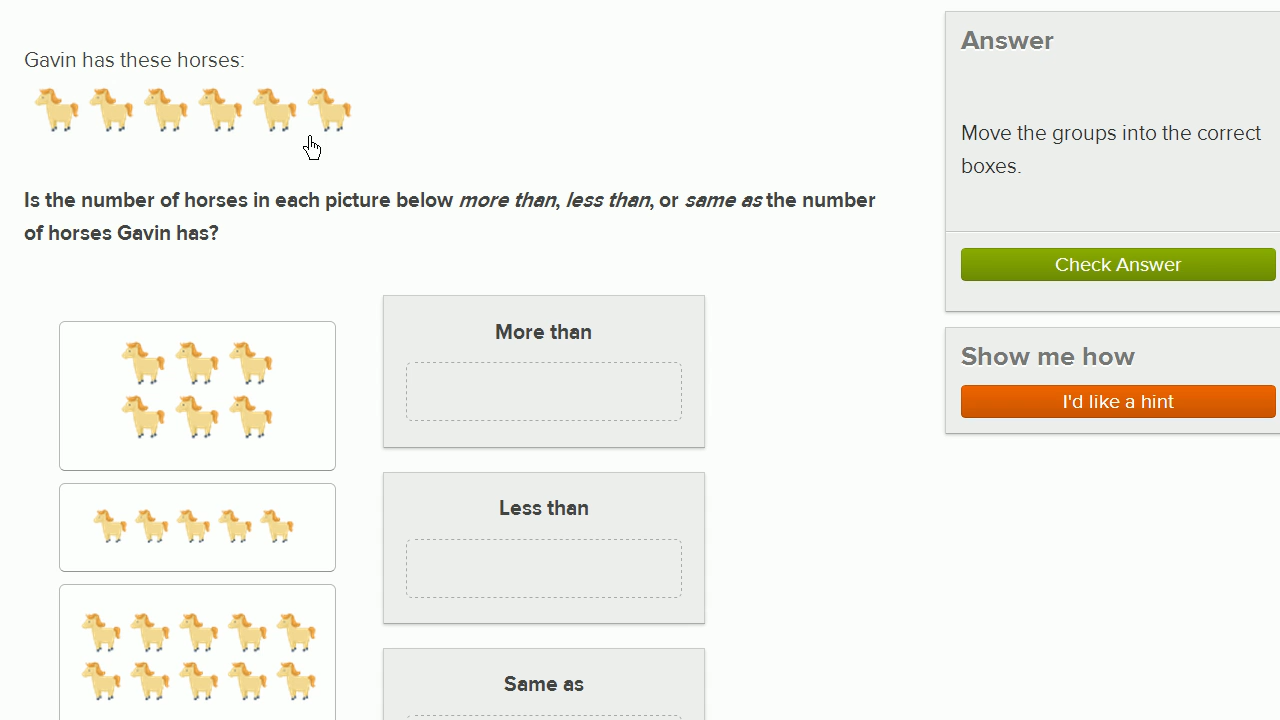 Gavin has these horses:
Is the number of horses in each picture below more than, less than, or same as the number
of horses Gavin has?
More than
Less than
Same as
Answer
Move the groups into the correct
boxes.
Check Answer
Show me how
I'd like a hint